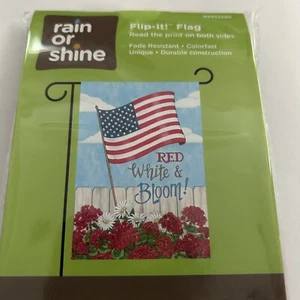 rain
or
shine
Flip-It!™ Flag
Read the print on both sides
Fade Resistant • Colorfast
Unique • Durable construction
RED
White &
Bloom!